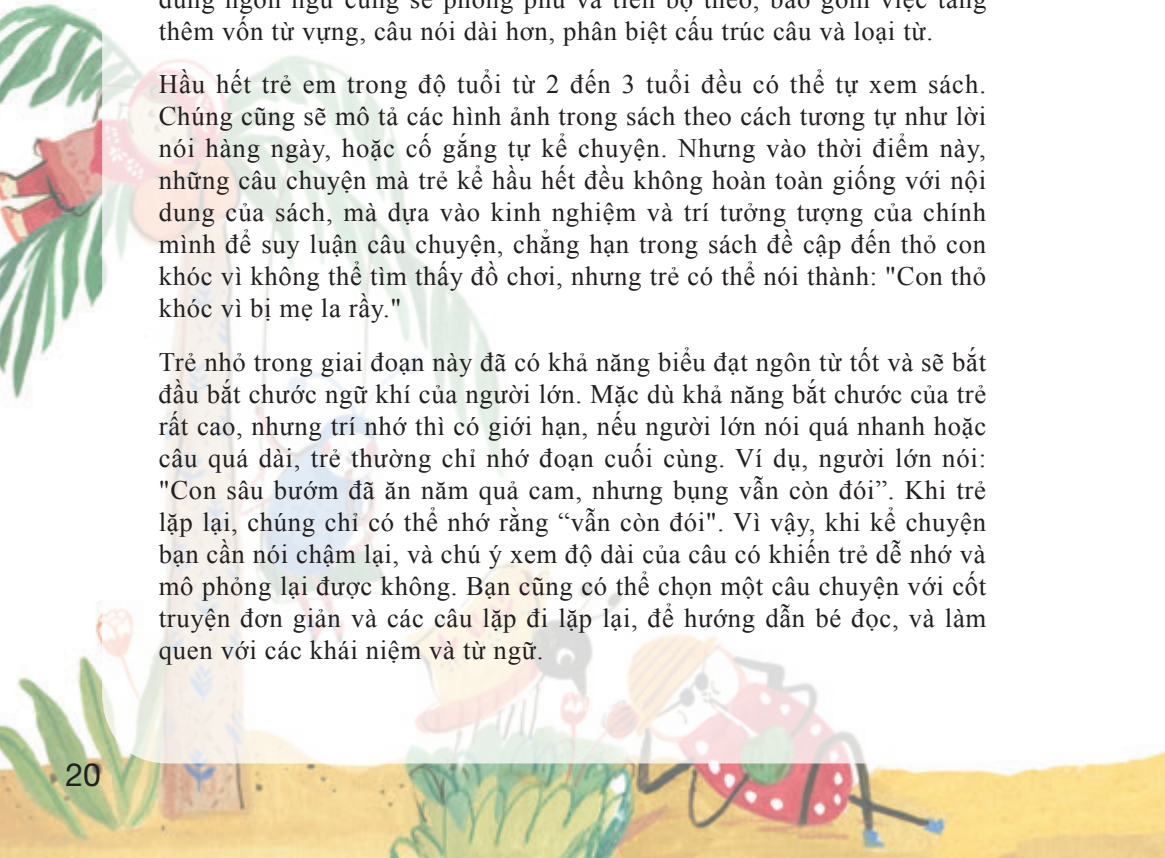 dụng ngôn ngữ cũng sẽ phong phú và tiến bộ theo, bao gồm việc tăng
thêm vốn từ vựng, câu nói dài hơn, phân biệt cấu trúc câu và loại từ.
Hầu hết trẻ em trong độ tuổi từ 2 đến 3 tuổi đều có thể tự xem sách.
Chúng cũng sẽ mô tả các hình ảnh trong sách theo cách tương tự như lời
nói hàng ngày, hoặc cố gắng tự kể chuyện. Nhưng vào thời điểm này,
những câu chuyện mà trẻ kể hầu hết đều không hoàn toàn giống với nội
dung của sách, mà dựa vào kinh nghiệm và trí tưởng tượng của chính
mình để suy luận câu chuyện, chẳng hạn trong sách đề cập đến thỏ con
khóc vì không thể tìm thấy đồ chơi, nhưng trẻ có thể nói thành: "Con thỏ
khóc vì bị mẹ la rầy."
Trẻ nhỏ trong giai đoạn này đã có khả năng biểu đạt ngôn từ tốt và sẽ bắt
đầu bắt chước ngữ khí của người lớn. Mặc dù khả năng bắt chước của trẻ
rất cao, nhưng trí nhớ thì có giới hạn, nếu người lớn nói quá nhanh hoặc
câu quá dài, trẻ thường chỉ nhớ đoạn cuối cùng. Ví dụ, người lớn nói:
"Con sâu bướm đã ăn năm quả cam, nhưng bụng vẫn còn đói”. Khi trẻ
lặp lại, chúng chỉ có thể nhớ rằng “vẫn còn đói". Vì vậy, khi kể chuyện
bạn cần nói chậm lại, và chú ý xem độ dài của câu có khiến trẻ dễ nhớ và
mô phỏng lại được không. Bạn cũng có thể chọn một câu chuyện với cốt
truyện đơn giản và các câu lặp đi lặp lại, để hướng dẫn bé đọc, và làm
quen với các khái niệm và từ ngữ.
20